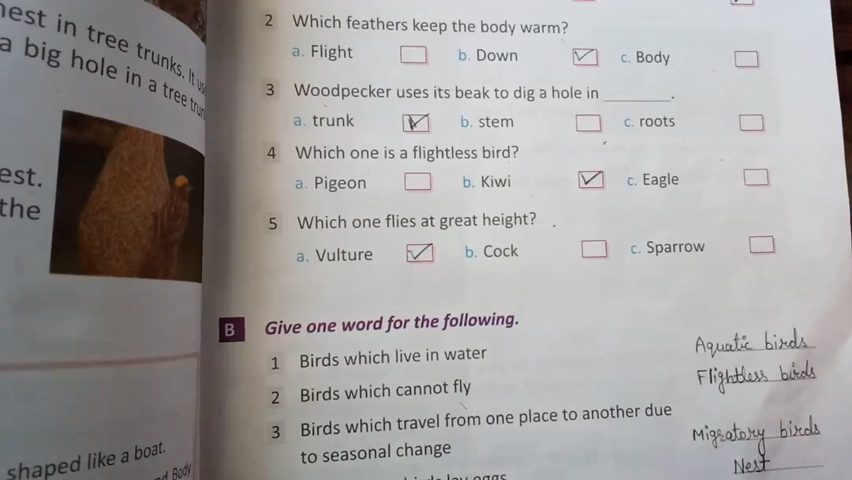 nest in tree trunks. It
a big hole in a tree
est.
the
shaped like a boat.
Body
2 Which feathers keep the body warm?
a. Flight b. Down c. Body
3 Woodpecker uses its beak to dig a hole in ________.
a. trunk b. stem c. roots
4 Which one is a flightless bird?
a. Pigeon b. Kiwi c. Eagle
5 Which one flies at great height?
a. Vulture b. Cock c. Sparrow
B Give one word for the following.
1 Birds which live in water Aquatic birds
2 Birds which cannot fly Flightless birds
3 Birds which travel from one place to another due
to seasonal change Migratory birds
lay eggs Nest